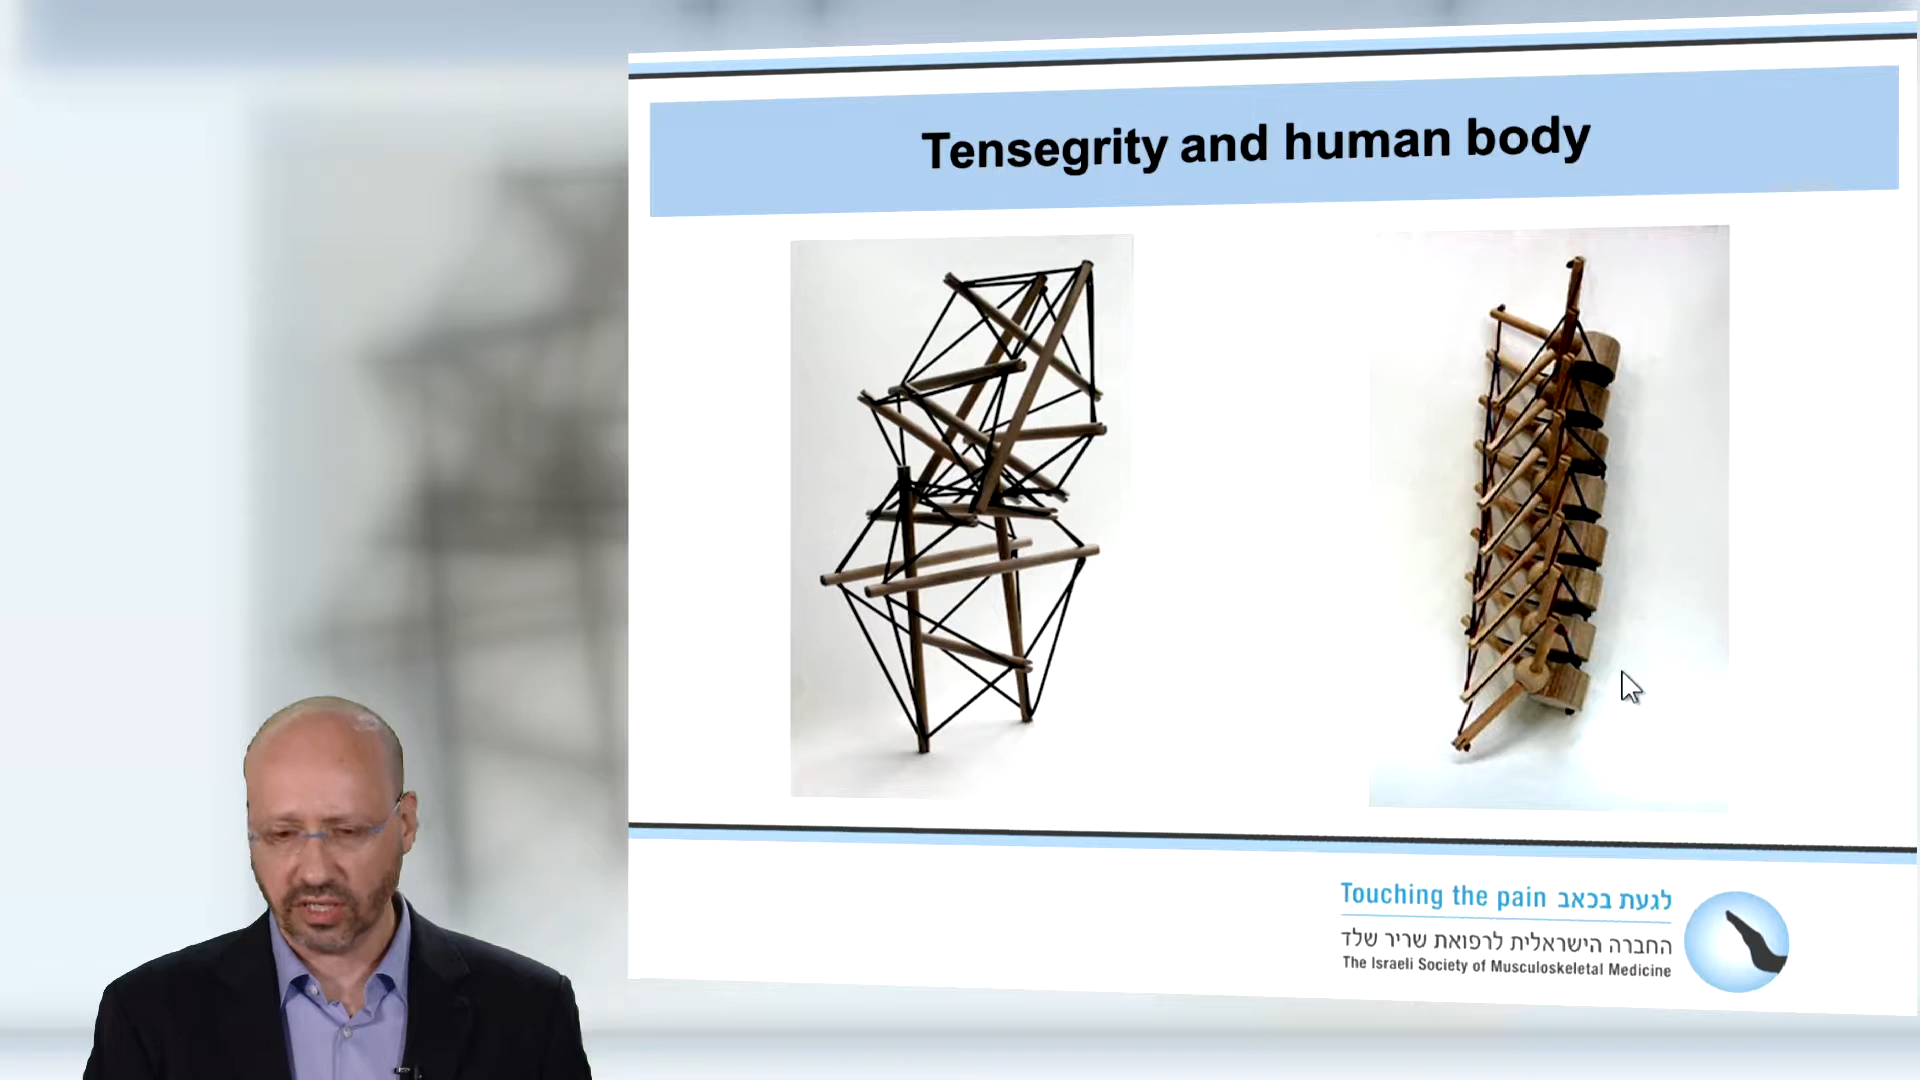 Tensegrity and human body
Touching the pain לגעת בכאב
החברה הישראלית לרפואת שריר שלד
The Israeli Society of Musculoskeletal Medicine